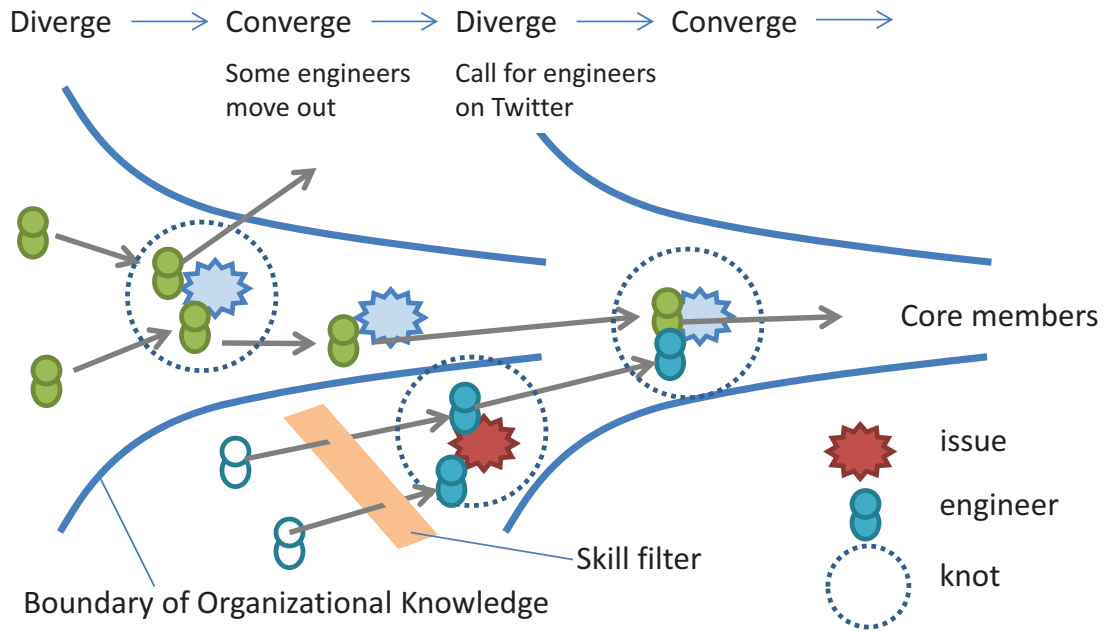 Diverge
Converge
Diverge
Converge
Some engineers
move out
Call for engineers
on Twitter
Core members
issue
engineer
knot
Skill filter
Boundary of Organizational Knowledge